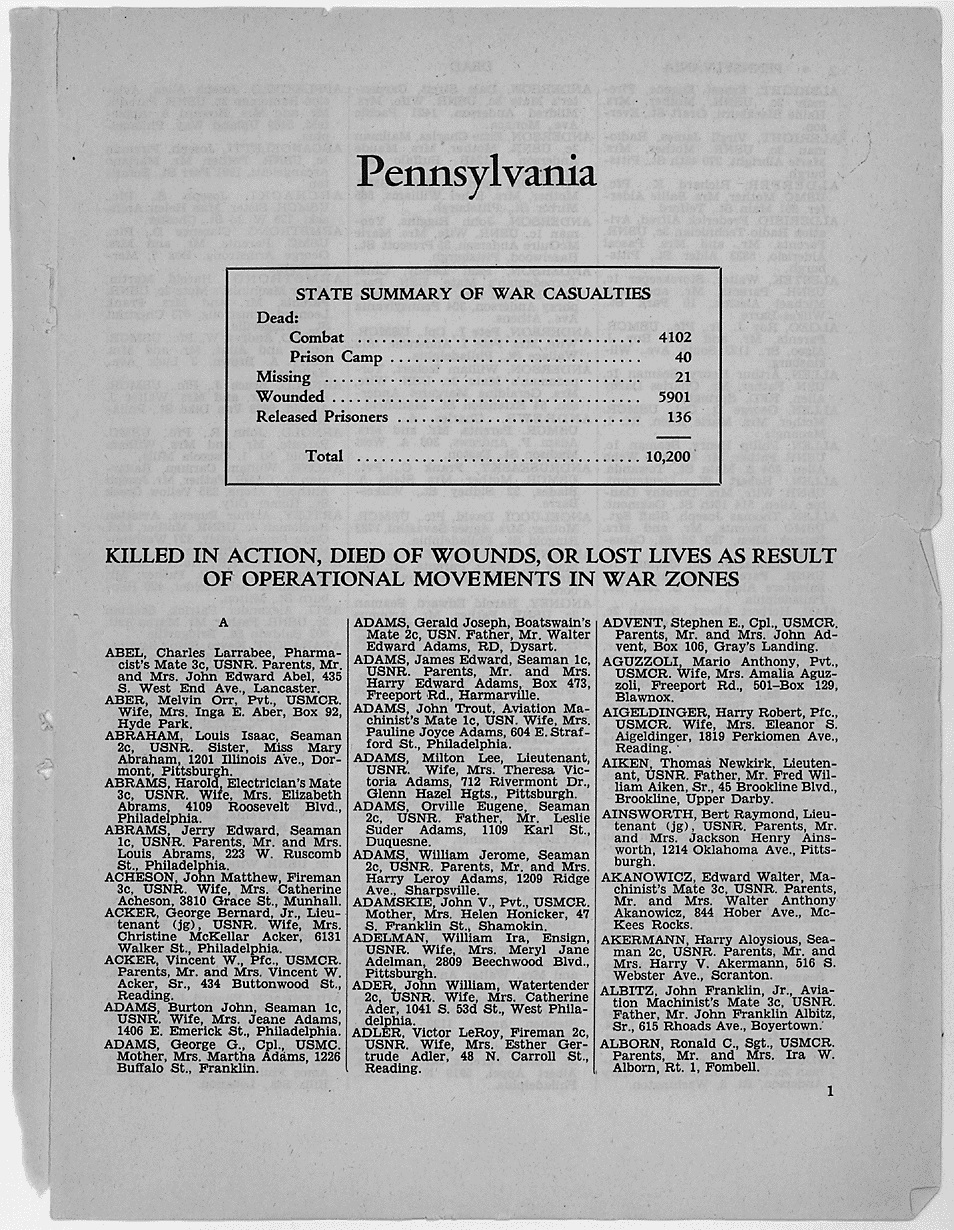 Pennsylvania
STATE SUMMARY OF WAR CASUALTIES
Dead:
Combat ................................. 4102
Prison Camp ............................. 40
Missing ..................................... 21
Wounded .................................... 5901
Released Prisoners ............................ 136
Total ................................. 10,200
KILLED IN ACTION, DIED OF WOUNDS, OR LOST LIVES AS RESULT
OF OPERATIONAL MOVEMENTS IN WAR ZONES
A
ABEL, Charles Larrabee, Pharma-
cist's Mate 3c, USNR. Parents, Mr.
and Mrs. John Edward Abel, 435
S. West End Ave., Lancaster.
ABER, Melvin Orr, Pvt., USMCR.
Wife, Mrs. Inga E. Aber, Box 92,
Hyde Park.
ABRAHAM, Louis Isaac, Seaman
2c, USNR. Sister, Miss Mary
Abraham, 1201 Illinois Ave., Dor-
mont, Pittsburgh.
ABRAMS, Harold, Electrician's Mate
3c, USNR. Wife, Mrs. Elizabeth
Abrams, 4109 Roosevelt Blvd.,
Philadelphia.
ABRAMS, Jerry Edward, Seaman
1c, USNR. Parents, Mr. and Mrs.
Louis Abrams, 223 W. Ruscomb
St., Philadelphia.
ACHESON, John Matthew, Fireman
3c, USNR. Wife, Mrs. Catherine
Acheson, 3810 Grace St., Munhall.
ACKER, George Bernard, Jr., Lieu-
tenant (jg), USNR. Wife, Mrs.
Christine McKellar Acker, 6131
Walker St., Philadelphia.
ACKER, Vincent W., Pfc., USMCR.
Parents, Mr. and Mrs. Vincent W.
Acker, Sr., 434 Buttonwood St.,
Reading.
ADAMS, Burton John, Seaman 1c,
USNR. Wife, Mrs. Jeane Adams,
1406 E. Emerick St., Philadelphia.
ADAMS, George G., Cpl., USMC.
Mother, Mrs. Martha Adams, 1226
Buffalo St., Franklin.
ADAMS, Gerald Joseph, Boatswain's
Mate 2c, USN. Father, Mr. Walter
Edward Adams, RD, Dysart.
ADAMS, James Edward, Seaman 1c,
USNR. Parents, Mr. and Mrs.
Harry Edward Adams, Box 473,
Freeport Rd., Harmarville.
ADAMS, John Trout, Aviation Ma-
chinist's Mate 1c, USN. Wife, Mrs.
Pauline Joyce Adams, 604 E. Straf-
ford St., Philadelphia.
ADAMS, Milton Lee, Lieutenant,
USNR. Wife, Mrs. Theresa Vic-
toria Adams, 712 Rivermont Dr.,
Glenn Hazel Hgts., Pittsburgh.
ADAMS, Orville Eugene, Seaman
2c, USNR. Father, Mr. Leslie
Suder Adams, 1109 Karl St.,
Duquesne.
ADAMS, William Jerome, Seaman
2c, USNR. Parents, Mr. and Mrs.
Harry Leroy Adams, 1209 Ridge
Ave., Sharpsville.
ADAMSKIE, John V., Pvt., USMCR.
Mother, Mrs. Helen Honicker, 47
S. Franklin St., Shamokin.
ADELMAN, William Ira, Ensign,
USNR. Wife, Mrs. Meryl Jane
Adelman, 2809 Beechwood Blvd.,
Pittsburgh.
ADER, John William, Watertender
2c, USNR. Wife, Mrs. Catherine
Ader, 1041 S. 53d St., West Phila-
delphia.
ADLER, Victor LeRoy, Fireman 2c,
USNR. Wife, Mrs. Esther Ger-
trude Adler, 48 N. Carroll St.,
Reading.
ADVENT, Stephen E., Cpl., USMCR.
Parents, Mr. and Mrs. John Ad-
vent, Box 106, Gray's Landing.
AGUZZOLI, Mario Anthony, Pvt.,
USMCR. Wife, Mrs. Amalia Aguz-
zoli, Freeport Rd., 501-Box 129,
Blawnox.
AIGELDINGER, Harry Robert, Pfc.,
USMCR. Wife, Mrs. Eleanor S.
Aigeldinger, 1819 Perkiomen Ave.,
Reading.
AIKEN, Thomas Newkirk, Lieuten-
ant, USNR. Father, Mr. Fred Wil-
liam Aiken, Sr., 45 Brookline Blvd.,
Brookline, Upper Darby.
AINSWORTH, Bert Raymond, Lieu-
tenant (jg), USNR. Parents, Mr.
and Mrs. Jackson Henry Ains-
worth, 1214 Oklahoma Ave., Pitts-
burgh.
AKANOWICZ, Edward Walter, Ma-
chinist's Mate 3c, USNR. Parents,
Mr. and Mrs. Walter Anthony
Akanowicz, 844 Hober Ave., Mc-
Kees Rocks.
AKERMANN, Harry Aloysious, Sea-
man 2c, USNR. Parents, Mr. and
Mrs. Harry V. Akermann, 516 S.
Webster Ave., Scranton.
ALBITZ, John Franklin, Jr., Avia-
tion Machinist's Mate 3c, USNR.
Father, Mr. John Franklin Albitz,
Sr., 615 Rhoads Ave., Boyertown.
ALBORN, Ronald C., Sgt., USMCR.
Parents, Mr. and Mrs. Ira W.
Alborn, Rt. 1, Fombell.
1